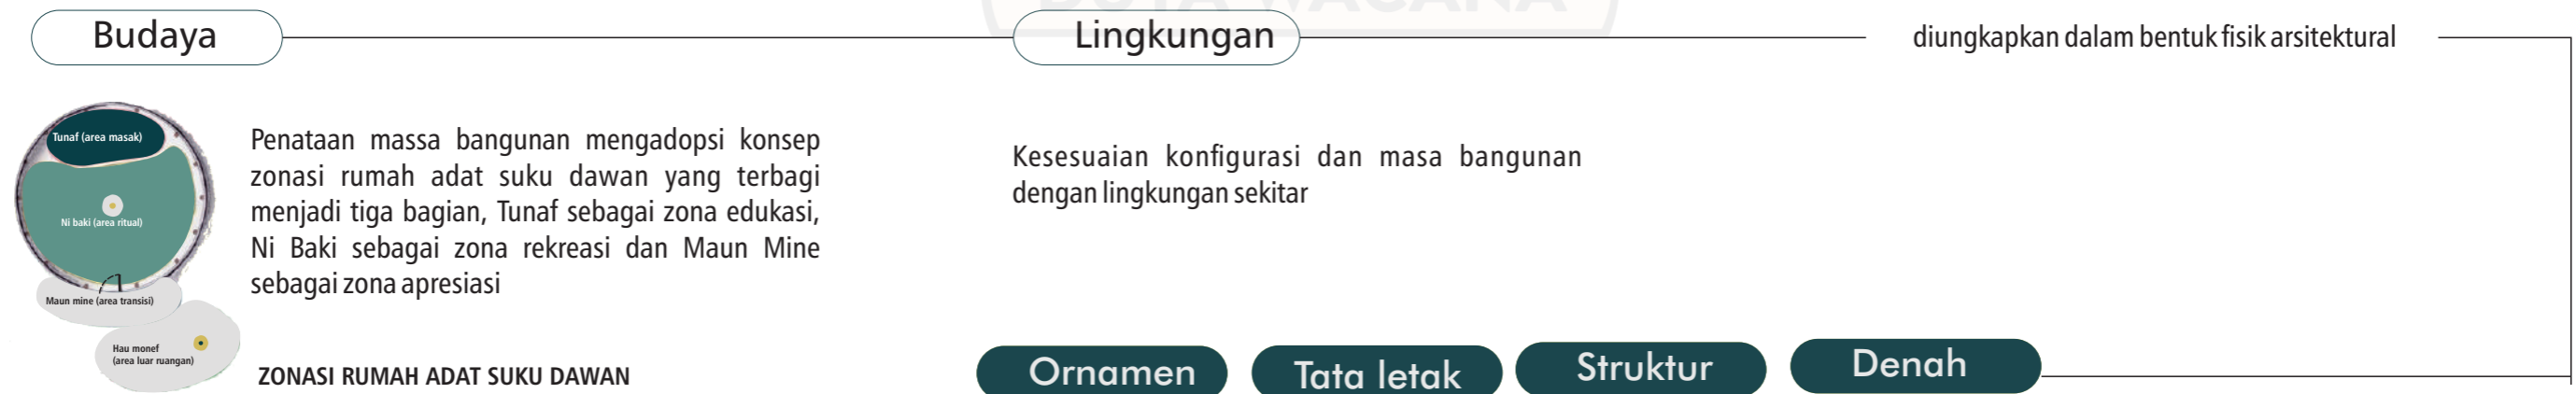 DUTA WACANA
Budaya
Lingkungan
diungkapkan dalam bentuk fisik arsitektural
Tunaf (area masak)
Ni baki (area ritual)
Maun mine (area transisi)
Hau monef
(area luar ruangan)
Penataan massa bangunan mengadopsi konsep
zonasi rumah adat suku dawan yang terbagi
menjadi tiga bagian, Tunaf sebagai zona edukasi,
Ni Baki sebagai zona rekreasi dan Maun Mine
sebagai zona apresiasi
ZONASI RUMAH ADAT SUKU DAWAN
Kesesuaian konfigurasi dan masa bangunan
dengan lingkungan sekitar
Ornamen
Tata letak
Struktur
Denah